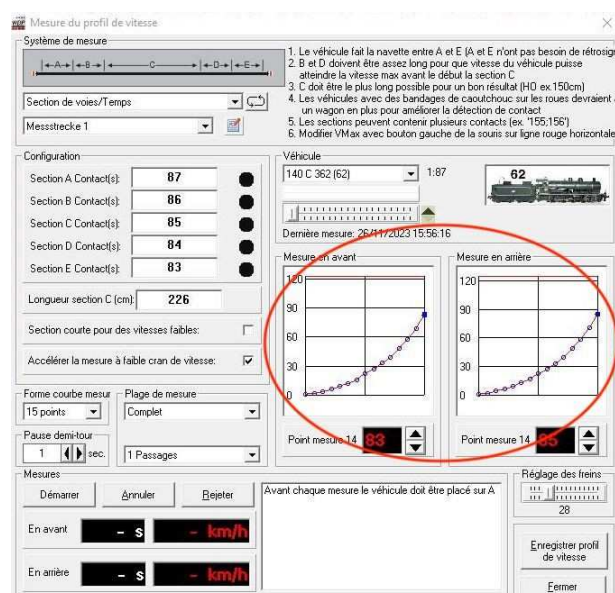 Mesure du profil de vitesse
Système de mesure
A B C D E
1. Le véhicule fait la navette entre A et E (A et E n'ont pas besoin de rétrosign
2. B et D doivent être assez long pour que vitesse du véhicule puisse
atteindre la vitesse max avant le début la section C
3. C doit être le plus long possible pour un bon résultat (HO ex.150cm)
4. Les véhicules avec des bandages de caoutchouc sur les roues devraient
un wagon en plus pour améliorer la détection de contact
5. Les sections peuvent contenir plusieurs contacts (ex. '155;156')
6. Modifier VMax avec bouton gauche de la souris sur ligne rouge horizontale
Section de voies/Temps
Messstrecke 1
Configuration
Section A Contact(s): 87
Section B Contact(s): 86
Section C Contact(s): 85
Section D Contact(s): 84
Section E Contact(s): 83
Longueur section C (cm): 226
Section courte pour des vitesses faibles:
Accélérer la mesure à faible cran de vitesse:
Véhicule
140 C 362 (62) 1:87 62
Dernière mesure: 26/11/2023 15:56:16
Mesure en avant
120
90
60
30
0
Point mesure 14 83
Mesure en arrière
120
90
60
30
0
Point mesure 14 85
Forme courbe mesur
15 points
Plage de mesure
Complet
Pause demi-tour
1 sec.
1 Passages
Mesures
Démarrer Annuler Rejeter
En avant - s - km/h
En arrière - s - km/h
Avant chaque mesure le véhicule doit être placé sur A
Réglage des freins
28
Enregistrer profil
de vitesse
Fermer